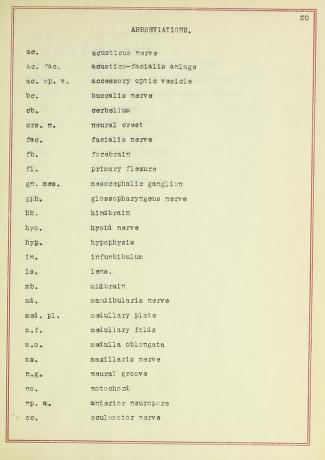 20
ABBREVIATIONS.
ac. acusticus nerve
ac. fac. acustico-facialis anlage
ac. op. v. accessory optic vesicle
bc. buccalis nerve
cb. cerbellum
crs. n. neural crest
fac. facialis nerve
fb. forebrain
fl. primary flexure
gn. mes. mesocephalic ganglion
gph. glossopharyngeus nerve
hb. hindbrain
hyo. hyoid nerve
hyp. hypophysis
in. infundibulum
ls. lens.
mb. midbrain
md. mandibularis nerve
med. pl. medullary plate
m.f. medullary folds
m.o. medulla oblongata
mx. maxillaris nerve
n.g. neural groove
no. notochord
np. a. anterior neuropore
oc. oculomotor nerve